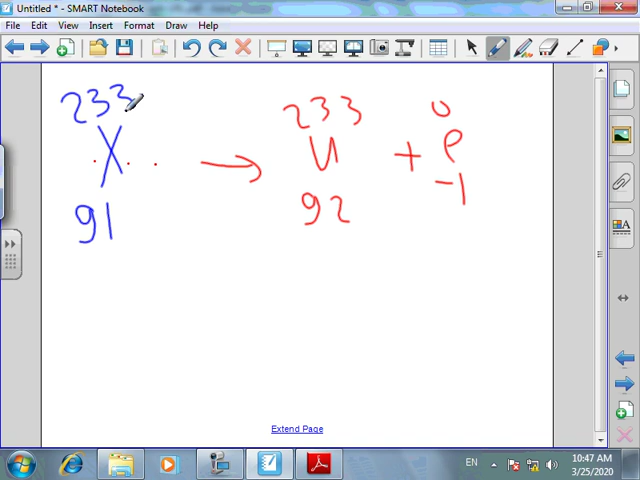 Untitled * - SMART Notebook
File Edit View Insert Format Draw Help
233
X
91
→
233
U
92
+
0
e
-1
Extend Page
EN
10:47 AM
3/25/2020